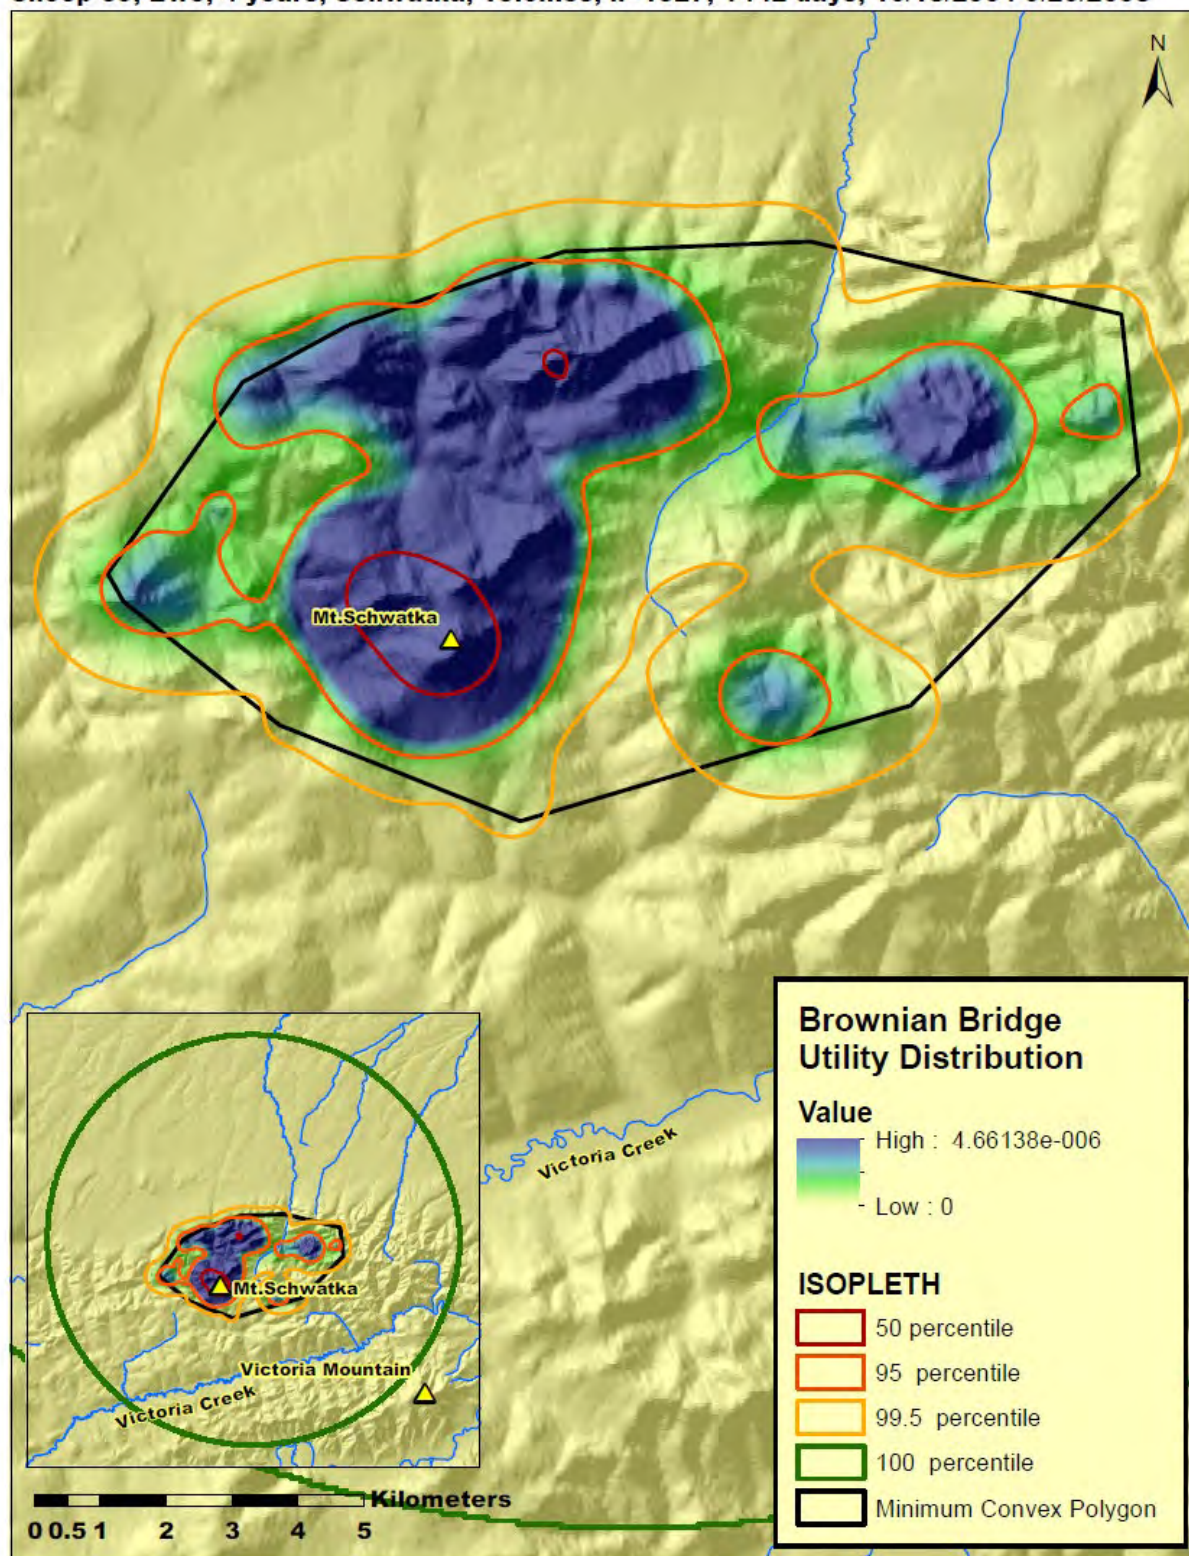 N
Mt.Schwatka
Brownian Bridge
Utility Distribution
Value
High : 4.66138e-006
Low : 0
Victoria Creek
Mt.Schwatka
Victoria Mountain
Victoria Creek
ISOPLETH
50 percentile
95 percentile
99.5 percentile
100 percentile
Minimum Convex Polygon
Kilometers
0 0.5 1 2 3 4 5